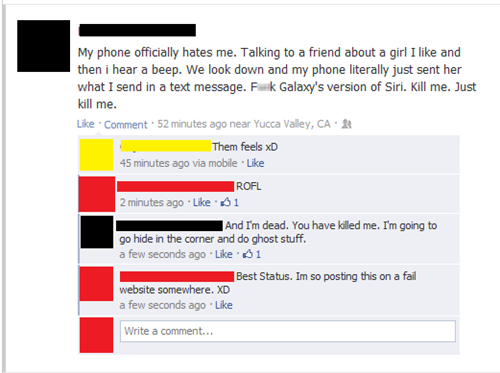 My phone officially hates me. Talking to a friend about a girl I like and
then i hear a beep. We look down and my phone literally just sent her
what I send in a text message. F k Galaxy's version of Siri. Kill me. Just
kill me.
Like · Comment · 52 minutes ago near Yucca Valley, CA ·
Them feels xD
45 minutes ago via mobile · Like
ROFL
2 minutes ago · Like · 1
And I'm dead. You have killed me. I'm going to
go hide in the corner and do ghost stuff.
a few seconds ago · Like · 1
Best Status. Im so posting this on a fail
website somewhere. XD
a few seconds ago · Like
Write a comment...